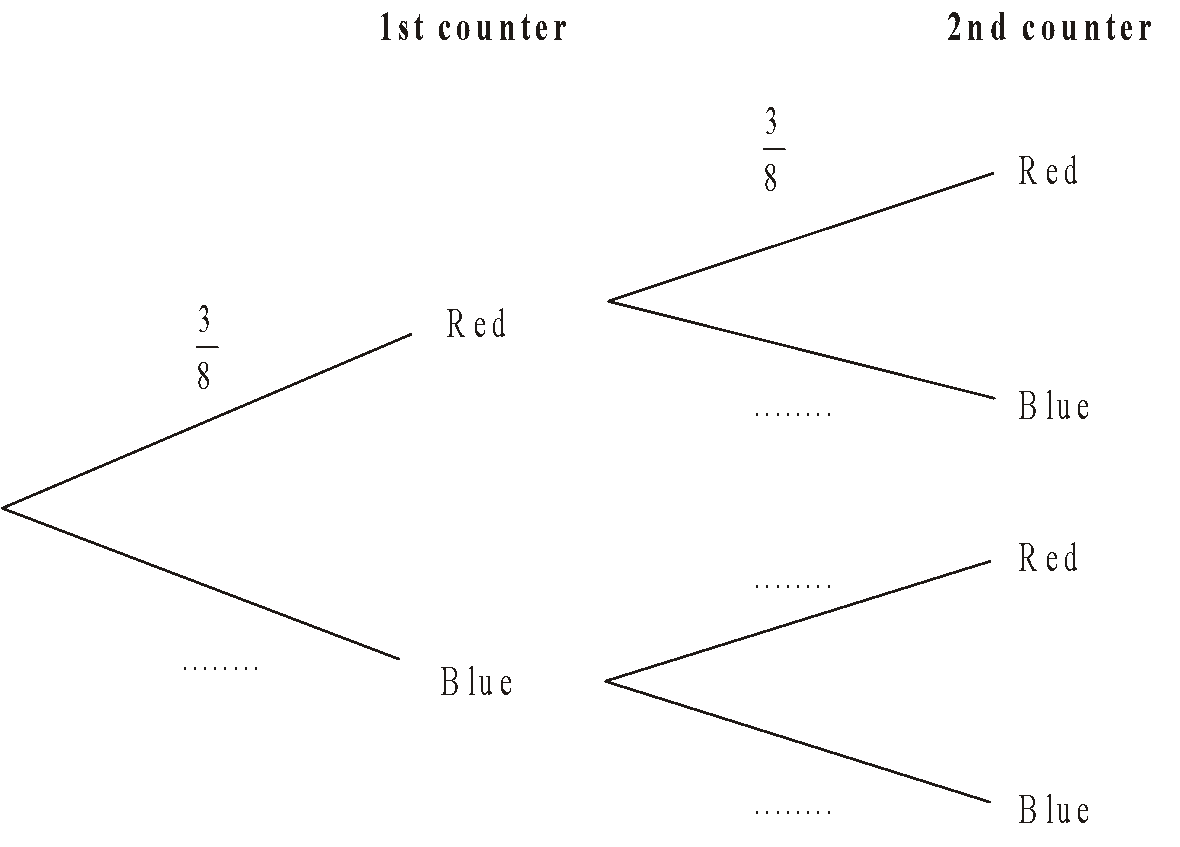 1st counter 2nd counter
3
8
Red
3
8
Red
Blue
........
........
Red
........
Blue
........
Blue